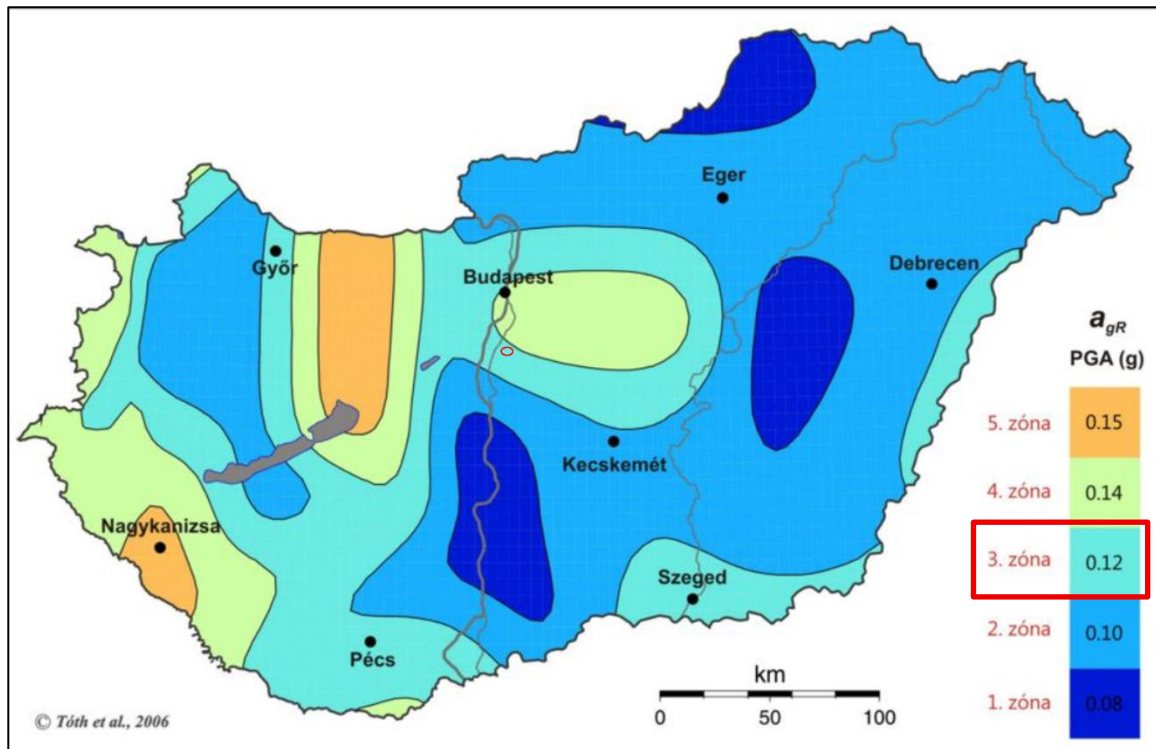 Eger
Győr
Budapest
Debrecen
a_gR
PGA (g)
5. zóna 0.15
Kecskemét
4. zóna 0.14
Nagykanizsa
3. zóna 0.12
Szeged
2. zóna 0.10
Pécs
km
1. zóna 0.08
0 50 100
© Tóth et al., 2006